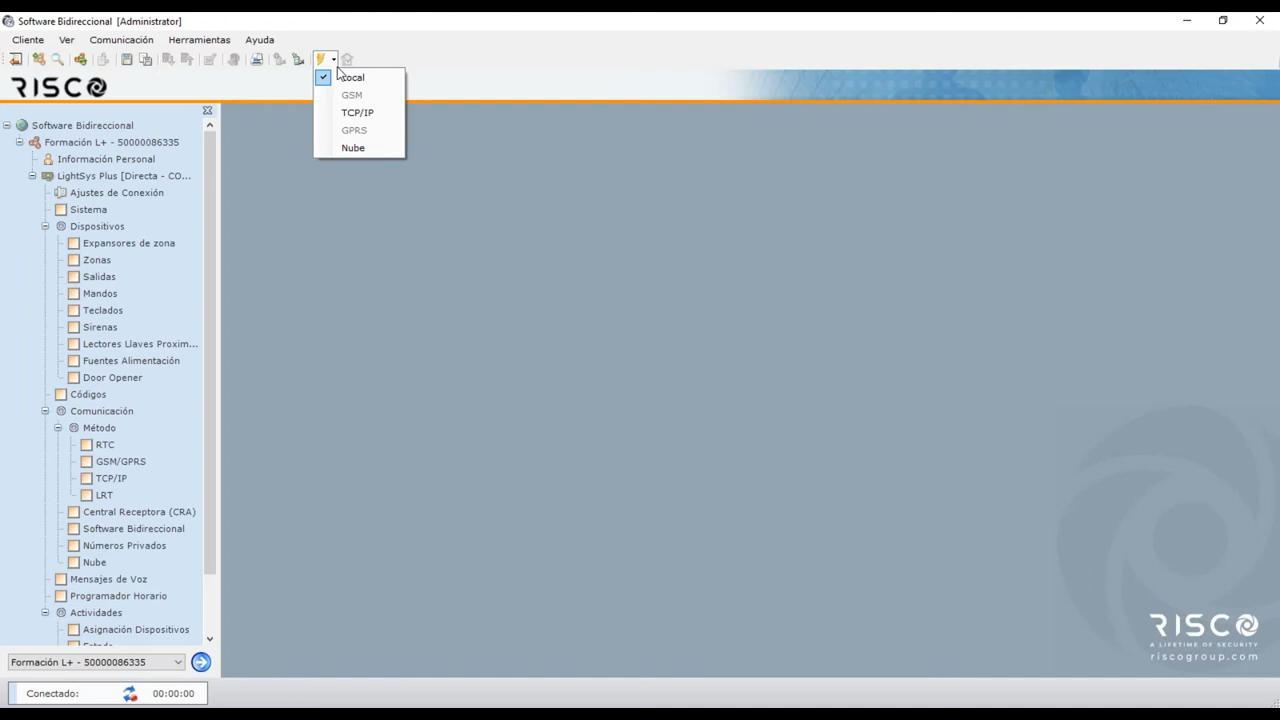 Software Bidireccional [Administrator]
Cliente Ver Comunicación Herramientas Ayuda
RISCO
Local
GSM
TCP/IP
GPRS
Nube
Software Bidireccional
Formación L+ - 50000086335
Información Personal
LightSys Plus [Directa - CO...
Ajustes de Conexión
Sistema
Dispositivos
Expansores de zona
Zonas
Salidas
Mandos
Teclados
Sirenas
Lectores Llaves Proxim...
Fuentes Alimentación
Door Opener
Códigos
Comunicación
Método
RTC
GSM/GPRS
TCP/IP
LRT
Central Receptora (CRA)
Software Bidireccional
Números Privados
Nube
Mensajes de Voz
Programador Horario
Actividades
Asignación Dispositivos
Formación L+ - 50000086335
Conectado: 00:00:00
RISCO
A LIFETIME OF SECURITY
riscogroup.com